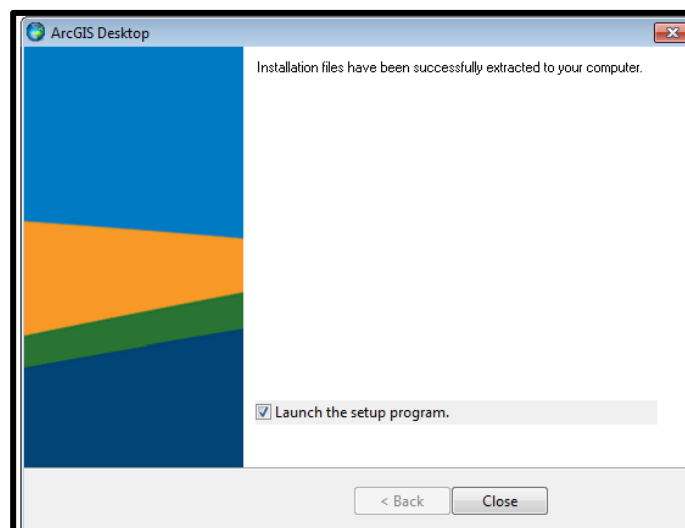 ArcGIS Desktop
Installation files have been successfully extracted to your computer.
Launch the setup program.
< Back
Close